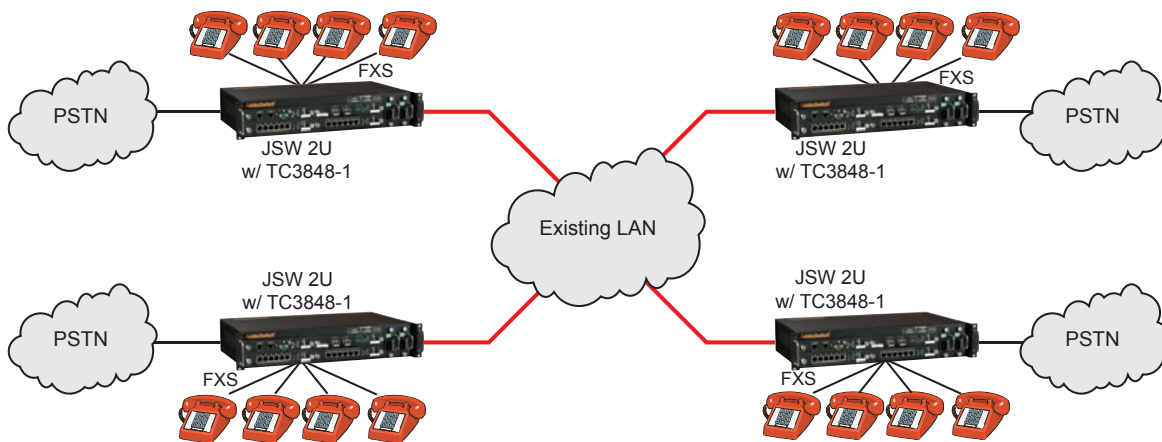 FXS
FXS
PSTN
JSW 2U
w/ TC3848-1
JSW 2U
w/ TC3848-1
PSTN
Existing LAN
PSTN
JSW 2U
w/ TC3848-1
JSW 2U
w/ TC3848-1
PSTN
FXS
FXS